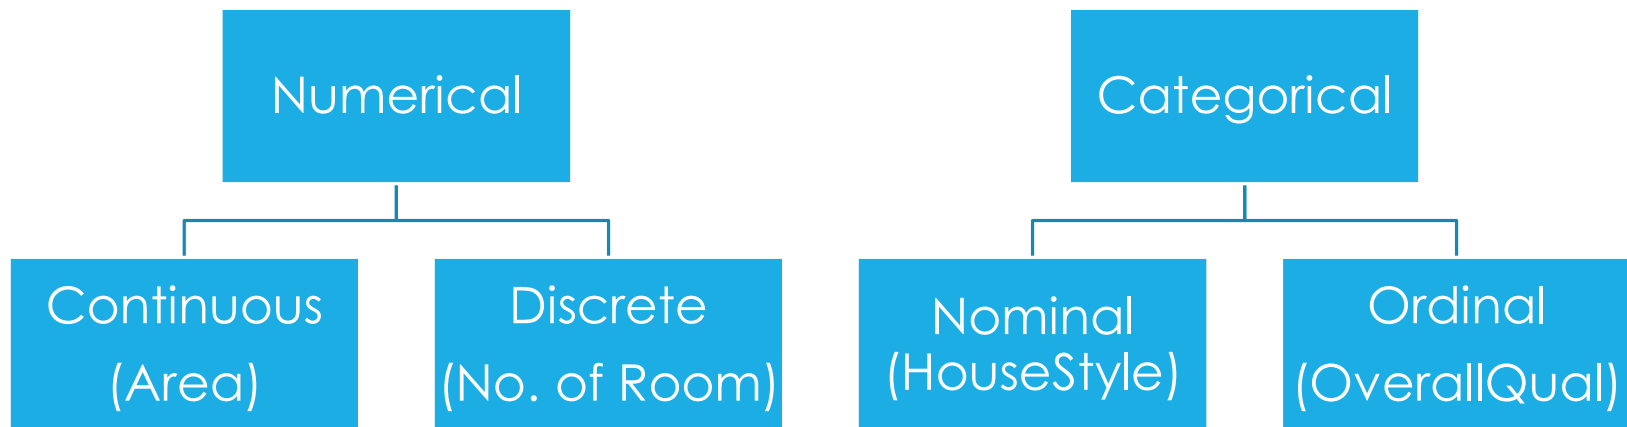 Numerical
Categorical
Continuous
(Area)
Discrete
(No. of Room)
Nominal
(HouseStyle)
Ordinal
(OverallQual)